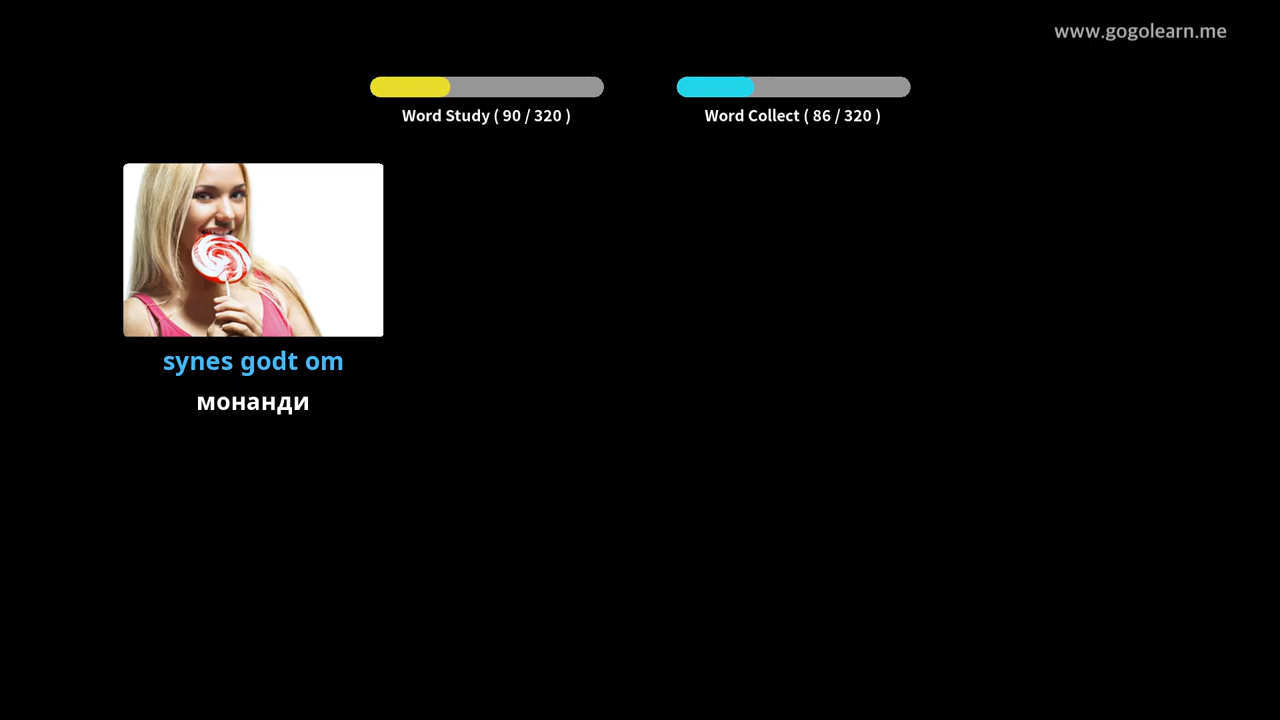 www.gogolearn.me
Word Study ( 90 / 320 )
Word Collect ( 86 / 320 )
synes godt om
монанди